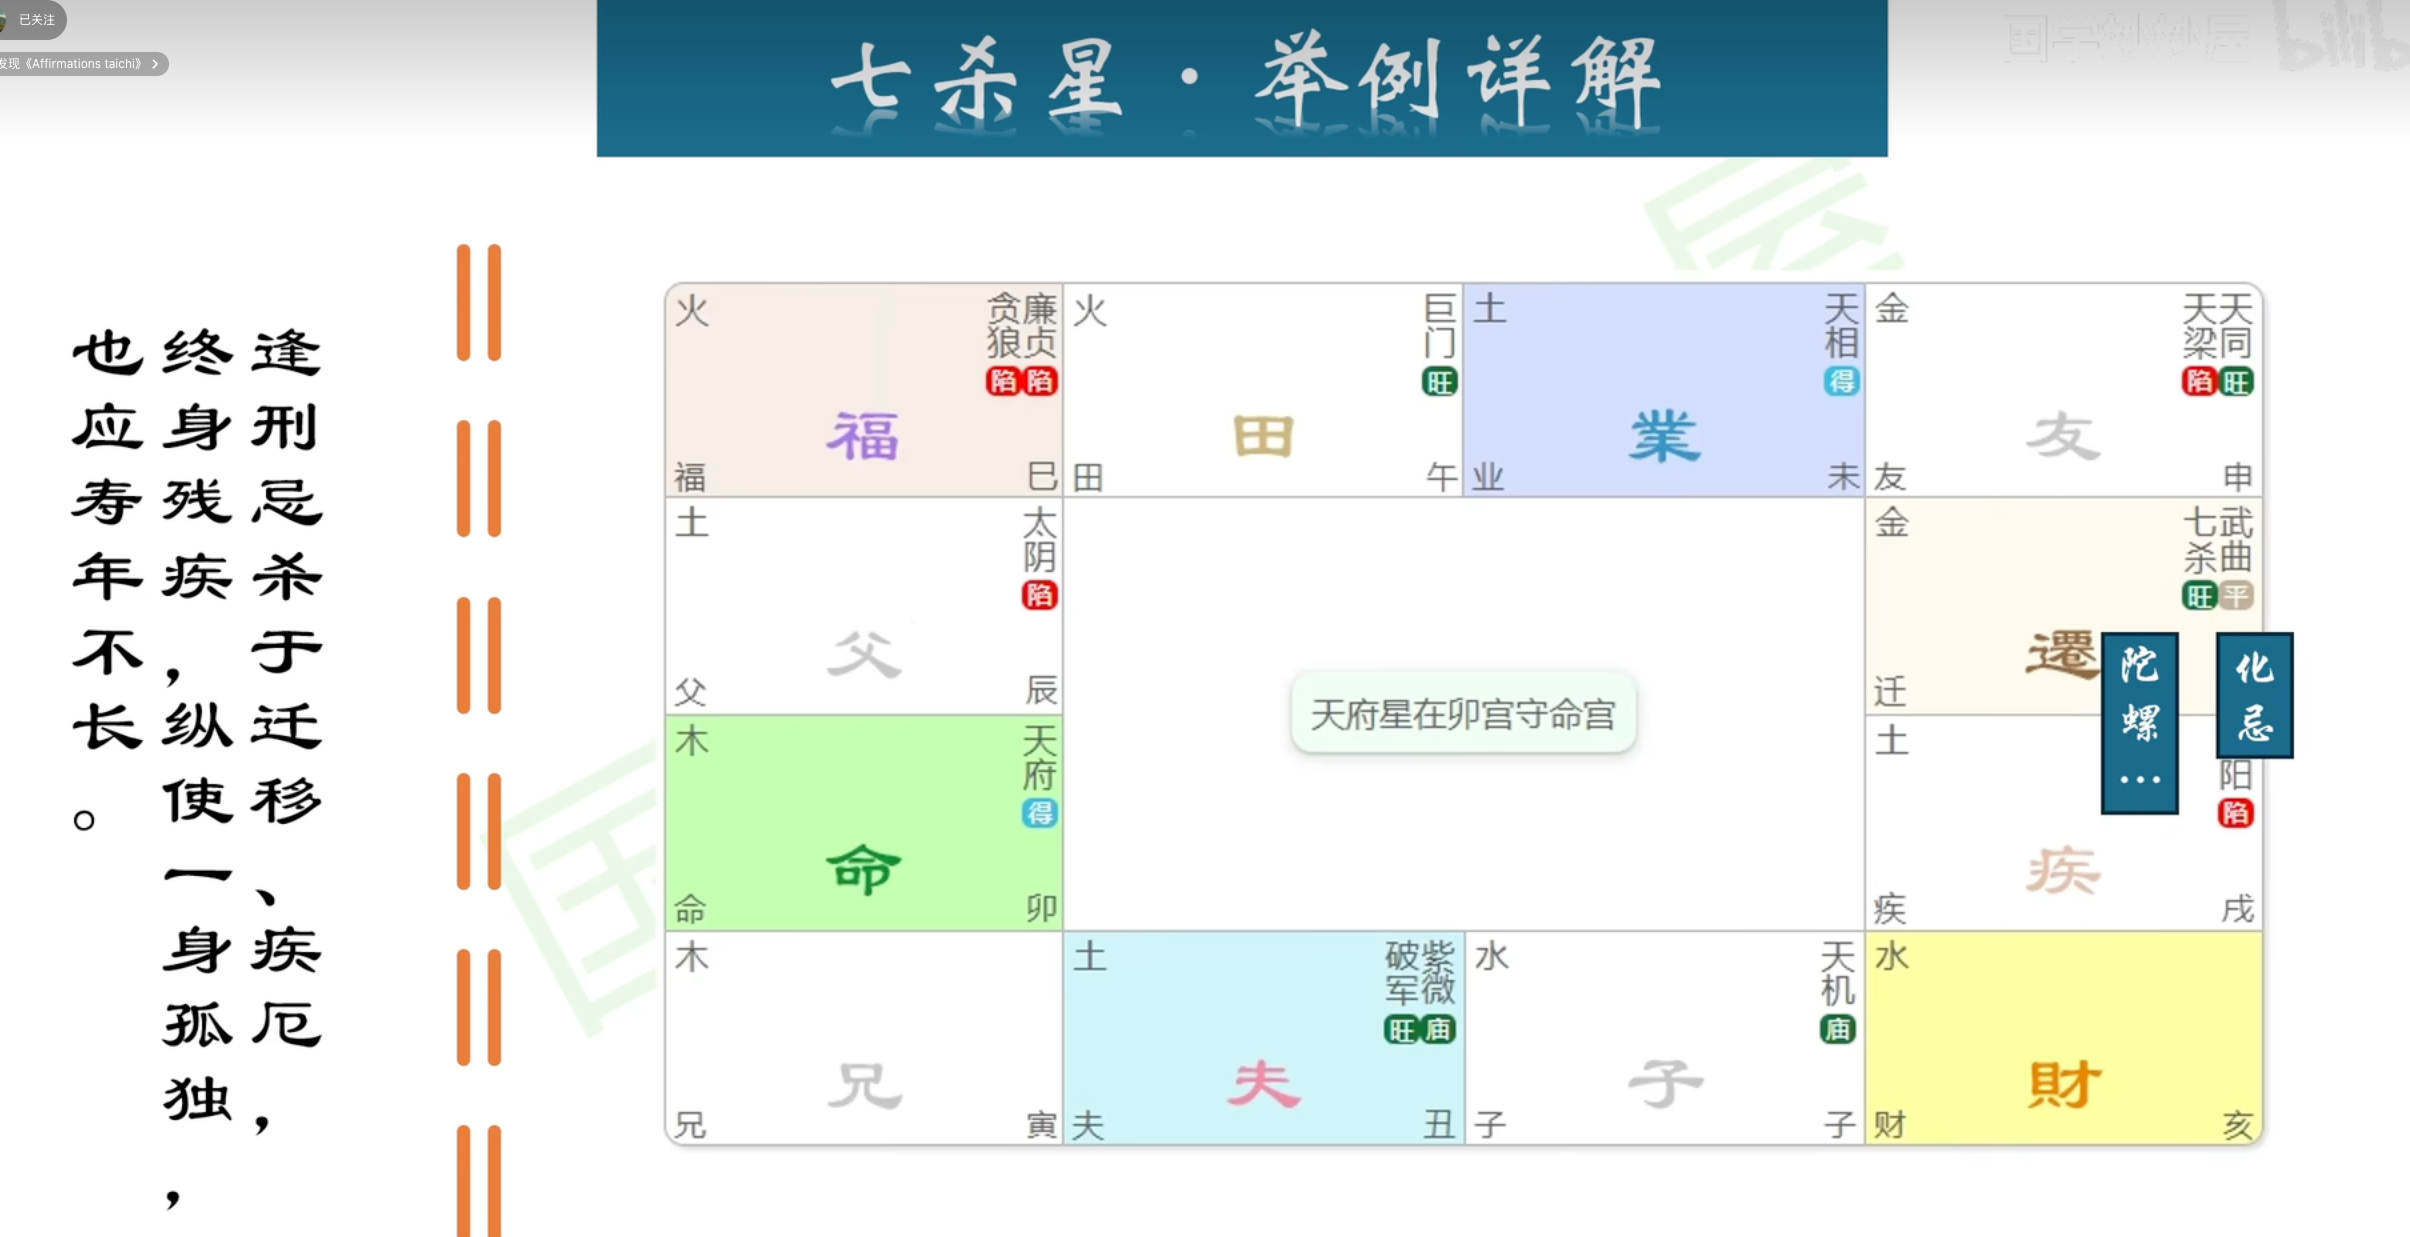 已关注
发现《Affirmations taichi》 >
七杀星·举例详解
逢刑忌杀于迁移、疾厄，
终身残疾，纵使一身孤独，
也应寿年不长。
火
廉贞
贪狼
陷陷
福
福
巳
火
巨门
旺
田
田
午
土
天相
得
業
业
未
金
天同
天梁
陷旺
友
友
申
土
太阴
陷
父
父
辰
天府星在卯宫守命宫
金
武曲
七杀
旺平
遷
迁
陀螺…
化忌
木
天府
得
命
命
卯
土
阳
陷
疾
疾
戌
木
兄
兄
寅
土
紫微
破军
旺庙
夫
夫
丑
水
天机
庙
子
子
子
水
財
财
亥